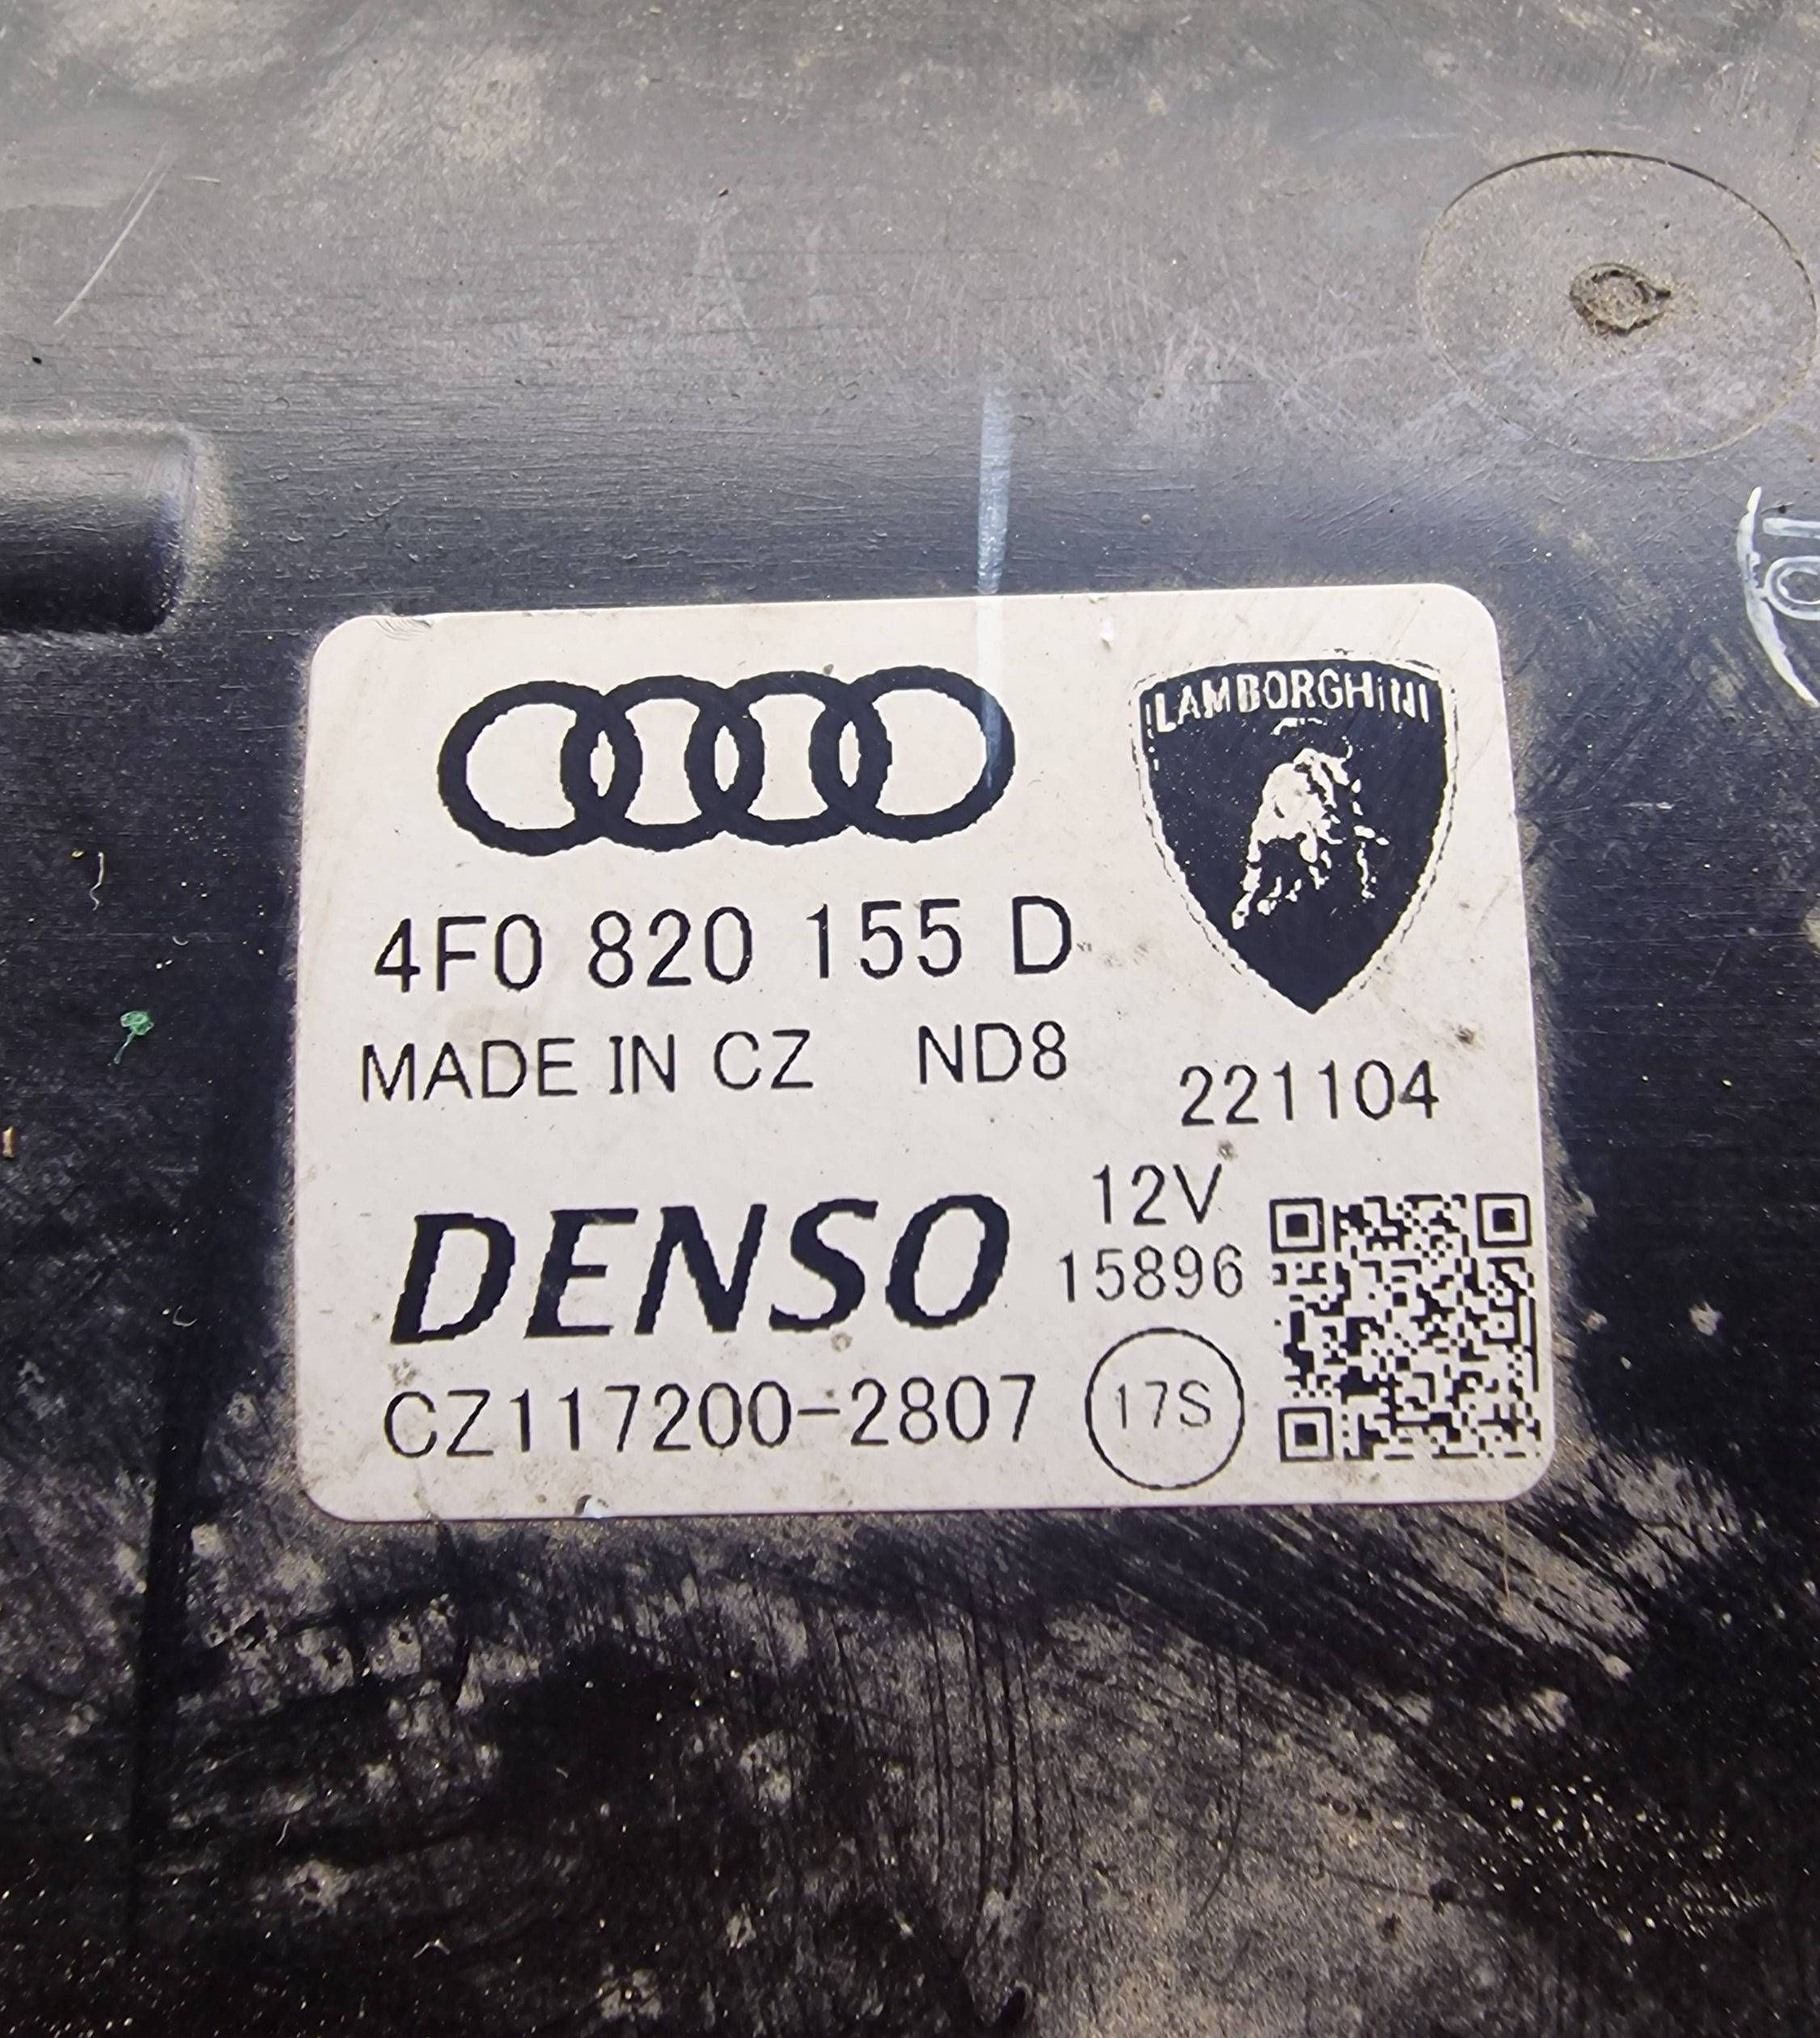 LAMBORGHINI
4F0 820 155 D
MADE IN CZ ND8
221104
12V
DENSO
15896
CZ117200-2807
17S